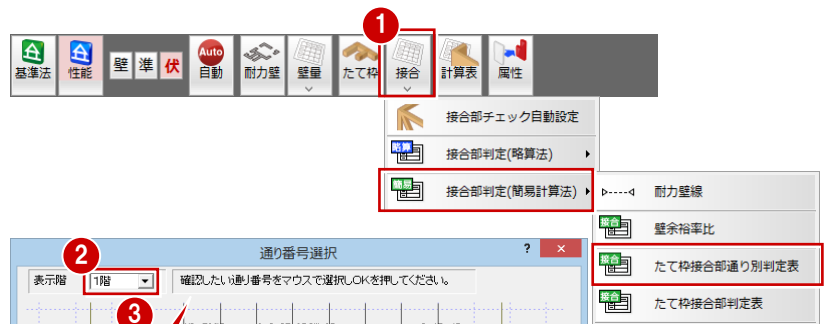 1
基準法 性能 壁 準 伏 Auto 自動 耐力壁 壁量 たて枠 接合 計算表 属性
接合部チェック自動設定
略算 接合部判定(略算法)
簡易 接合部判定(簡易計算法)
耐力壁線
接合 壁余裕率比
接合 たて枠接合部通り別判定表
接合 たて枠接合部判定表
2
通り番号選択 ? ×
表示階 1階 確認したい通り番号をマウスで選択しOKを押してください。
3